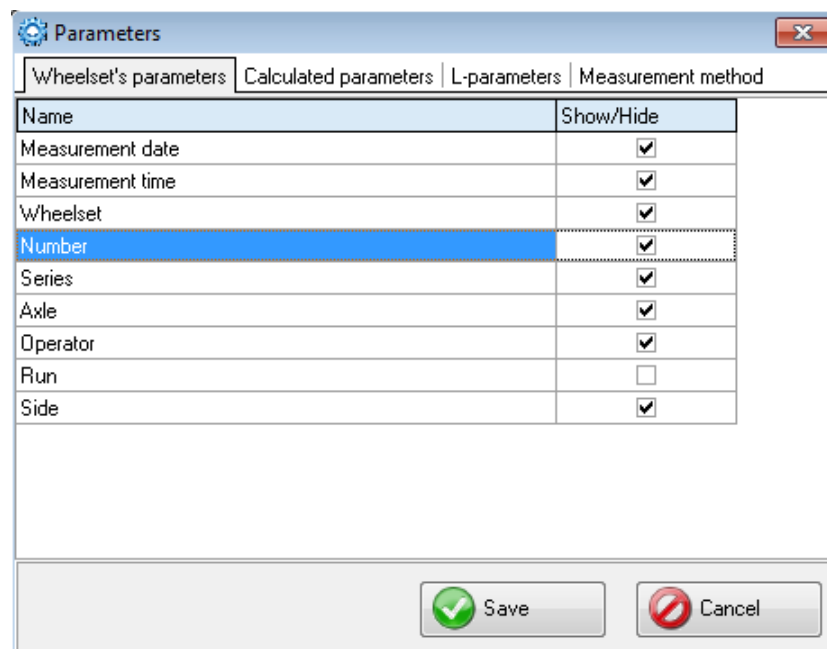 Parameters
Wheelset's parameters Calculated parameters L-parameters Measurement method
Name Show/Hide
Measurement date
Measurement time
Wheelset
Number
Series
Axle
Operator
Run
Side
Save Cancel